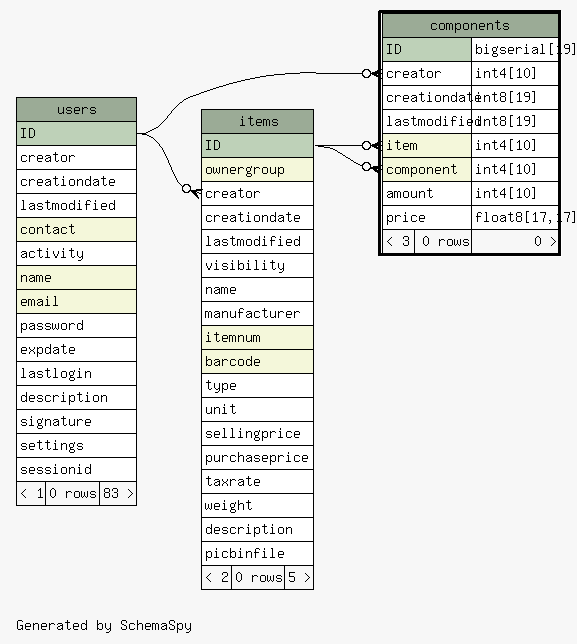 users
ID
creator
creationdate
lastmodified
contact
activity
name
email
password
expdate
lastlogin
description
signature
settings
sessionid
< 1 0 rows 83 >
items
ID
ownergroup
creator
creationdate
lastmodified
visibility
name
manufacturer
itemnum
barcode
type
unit
sellingprice
purchaseprice
taxrate
weight
description
picbinfile
< 2 0 rows 5 >
components
ID bigserial[19]
creator int4[10]
creationdate int8[19]
lastmodified int8[19]
item int4[10]
component int4[10]
amount int4[10]
price float8[17,17]
< 3 0 rows 0 >
Generated by SchemaSpy